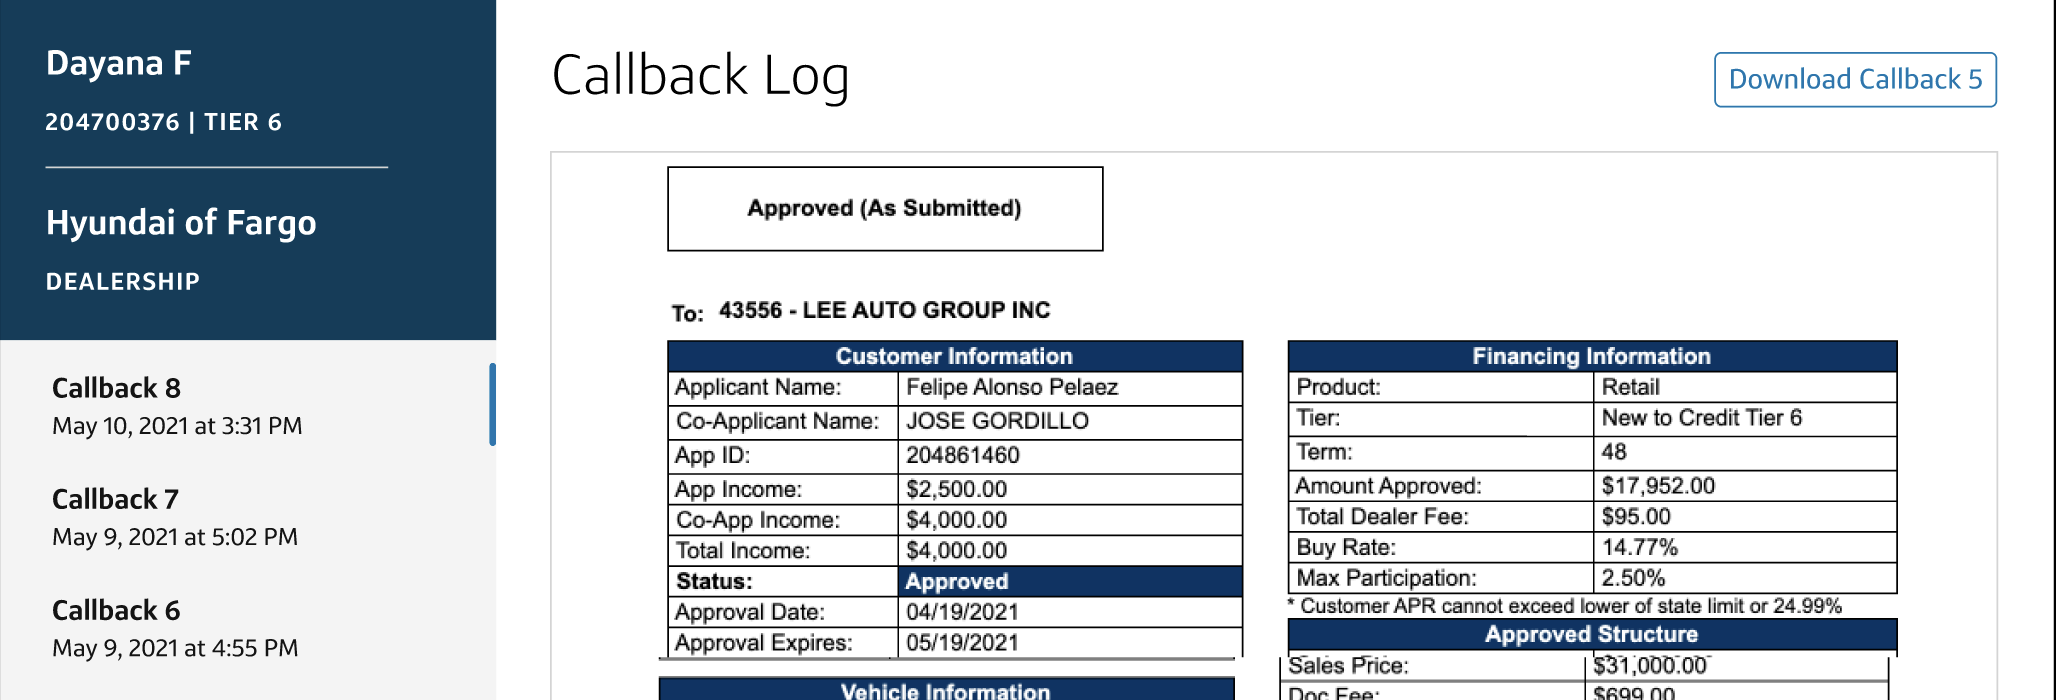 Dayana F
204700376 | TIER 6
Hyundai of Fargo
DEALERSHIP
Callback 8
May 10, 2021 at 3:31 PM
Callback 7
May 9, 2021 at 5:02 PM
Callback 6
May 9, 2021 at 4:55 PM
Callback Log
Download Callback 5
Approved (As Submitted)
To: 43556 - LEE AUTO GROUP INC
Customer Information
Applicant Name: Felipe Alonso Pelaez
Co-Applicant Name: JOSE GORDILLO
App ID: 204861460
App Income: $2,500.00
Co-App Income: $4,000.00
Total Income: $4,000.00
Status: Approved
Approval Date: 04/19/2021
Approval Expires: 05/19/2021
Vehicle Information
Financing Information
Product: Retail
Tier: New to Credit Tier 6
Term: 48
Amount Approved: $17,952.00
Total Dealer Fee: $95.00
Buy Rate: 14.77%
Max Participation: 2.50%
* Customer APR cannot exceed lower of state limit or 24.99%
Approved Structure
Sales Price: $31,000.00
Doc Fee: $699.00